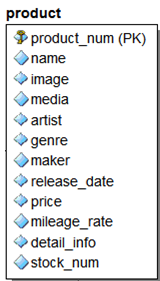 product
product_num (PK)
name
image
media
artist
genre
maker
release_date
price
mileage_rate
detail_info
stock_num